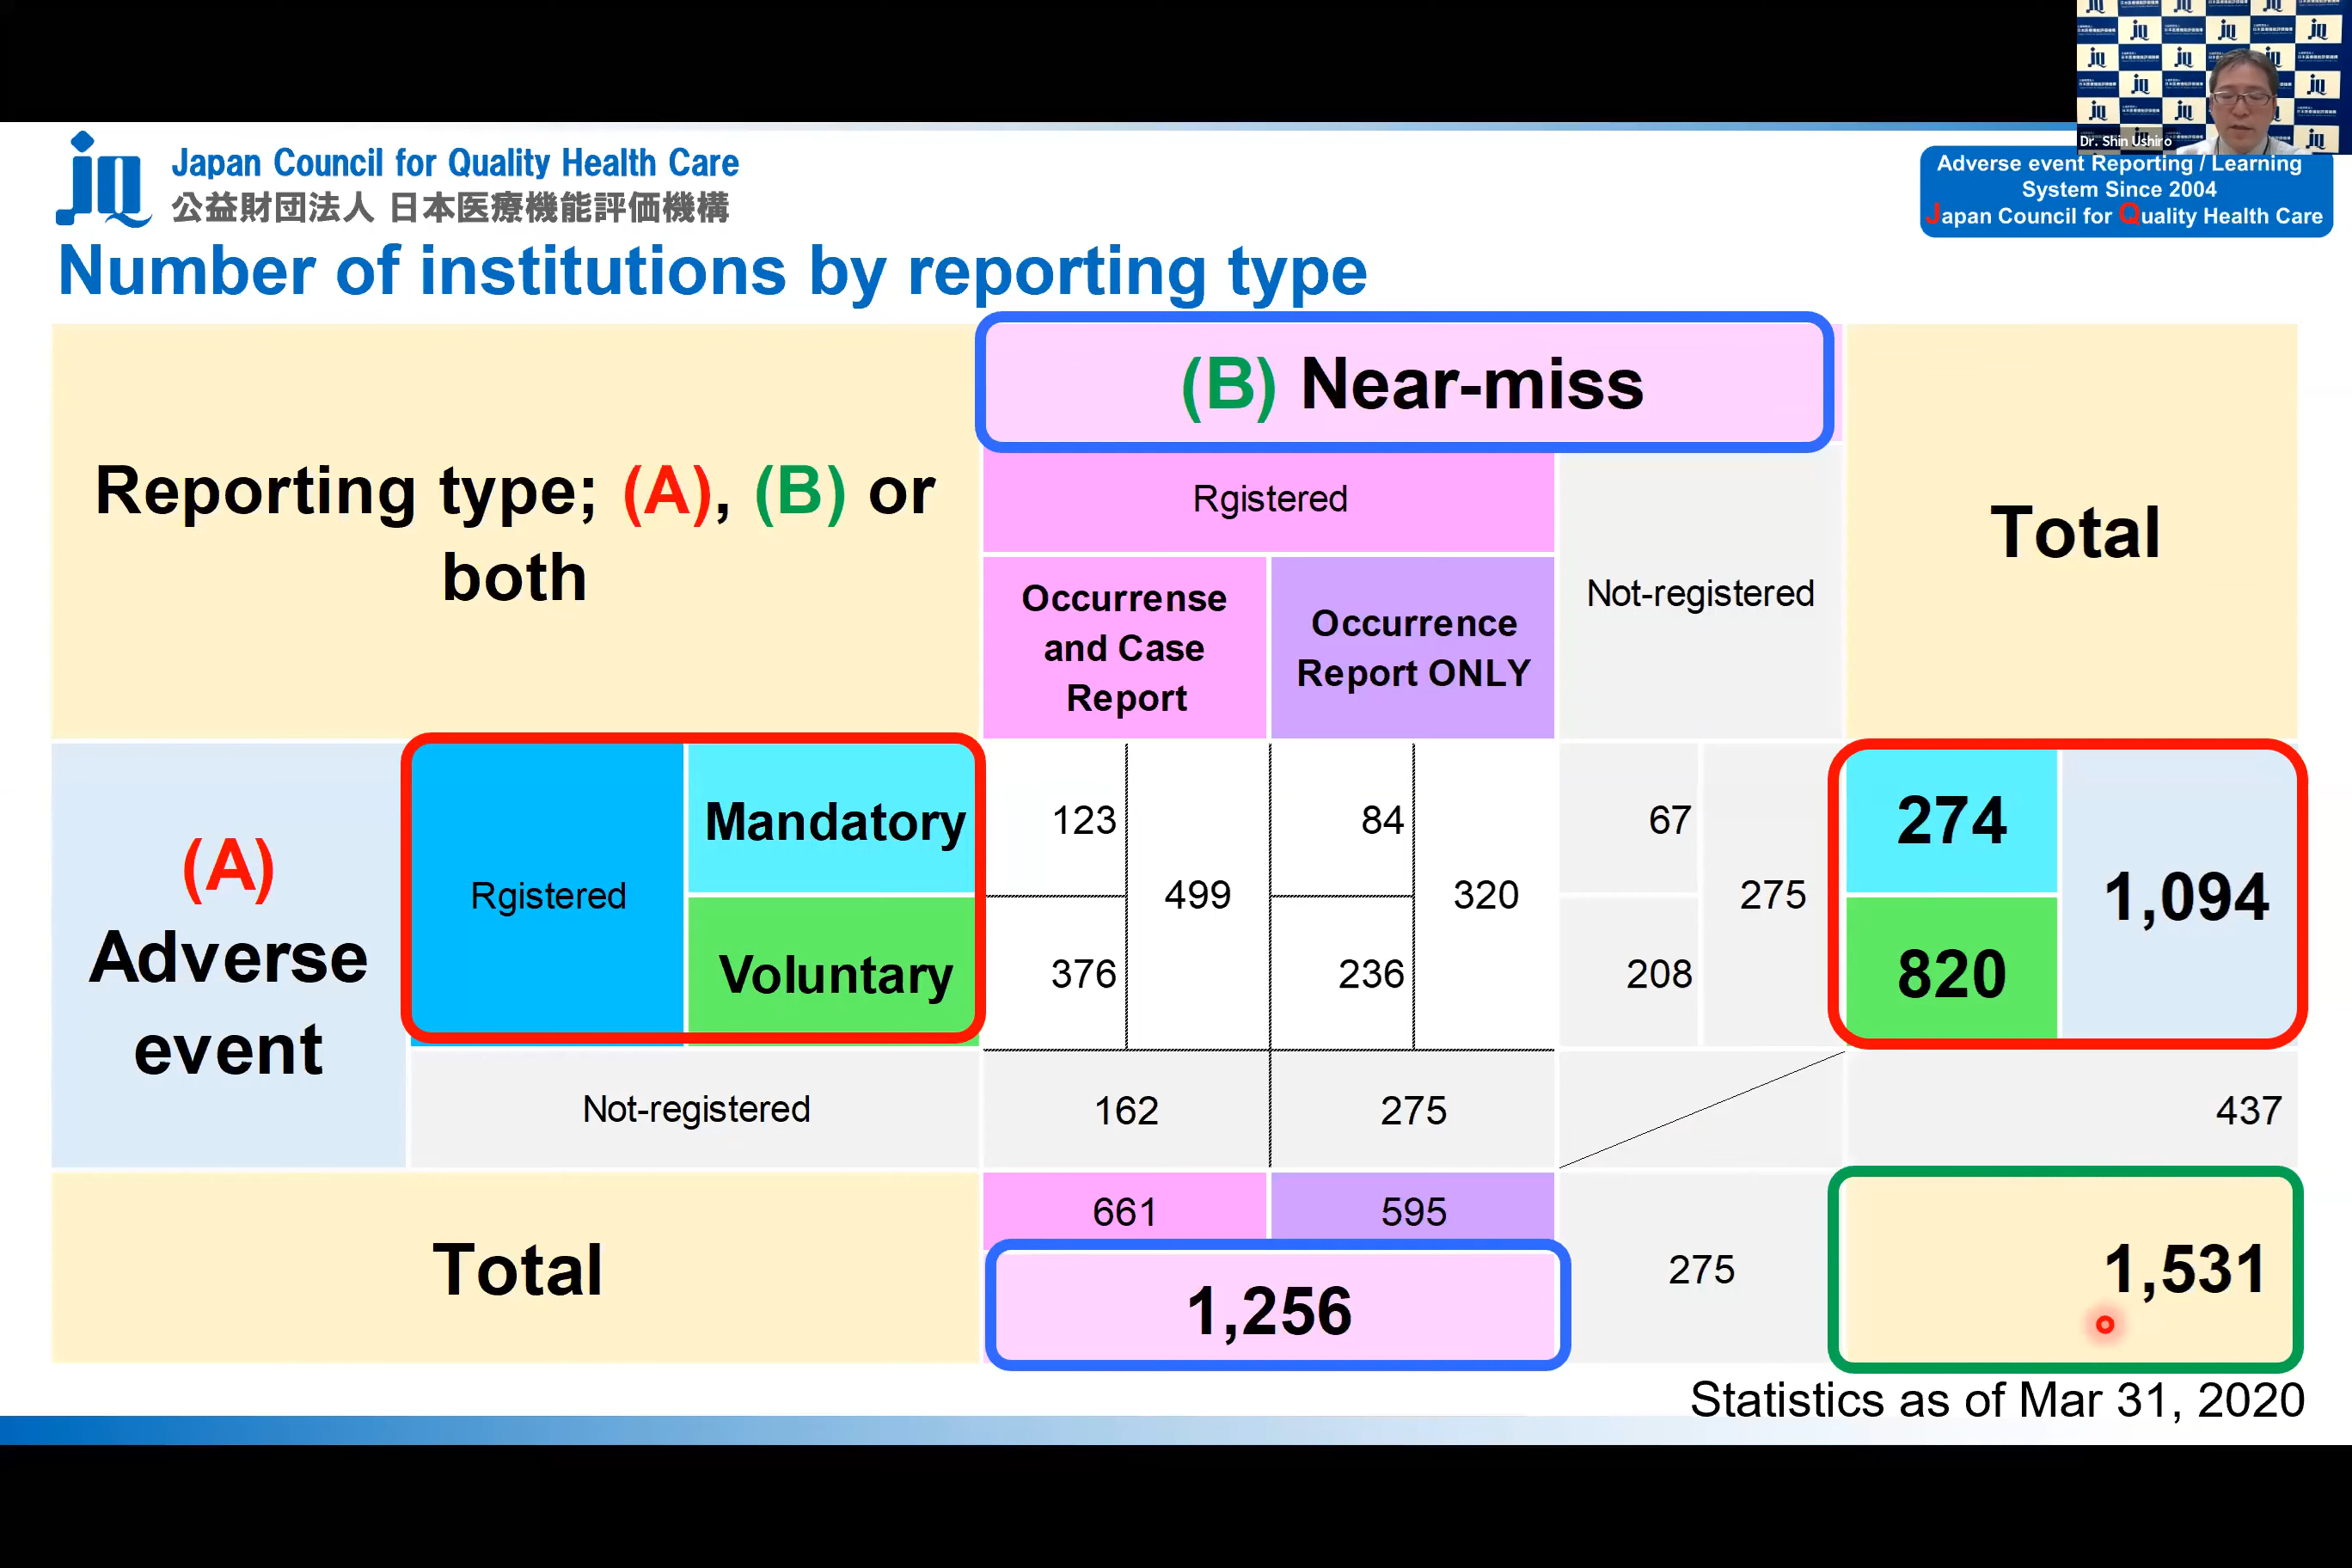 Dr. Shin Ushiro
Japan Council for Quality Health Care
公益財団法人 日本医療機能評価機構
Adverse event Reporting / Learning
System Since 2004
Japan Council for Quality Health Care
Number of institutions by reporting type
Reporting type; (A), (B) or
both
(B) Near-miss
Total
Rgistered
Not-registered
Occurrense
and Case
Report
Occurrence
Report ONLY
(A)
Adverse
event
Rgistered
Mandatory
123
84
67
274
499
320
275
1,094
Voluntary
376
236
208
820
Not-registered
162
275
437
Total
661
595
1,256
275
1,531
Statistics as of Mar 31, 2020